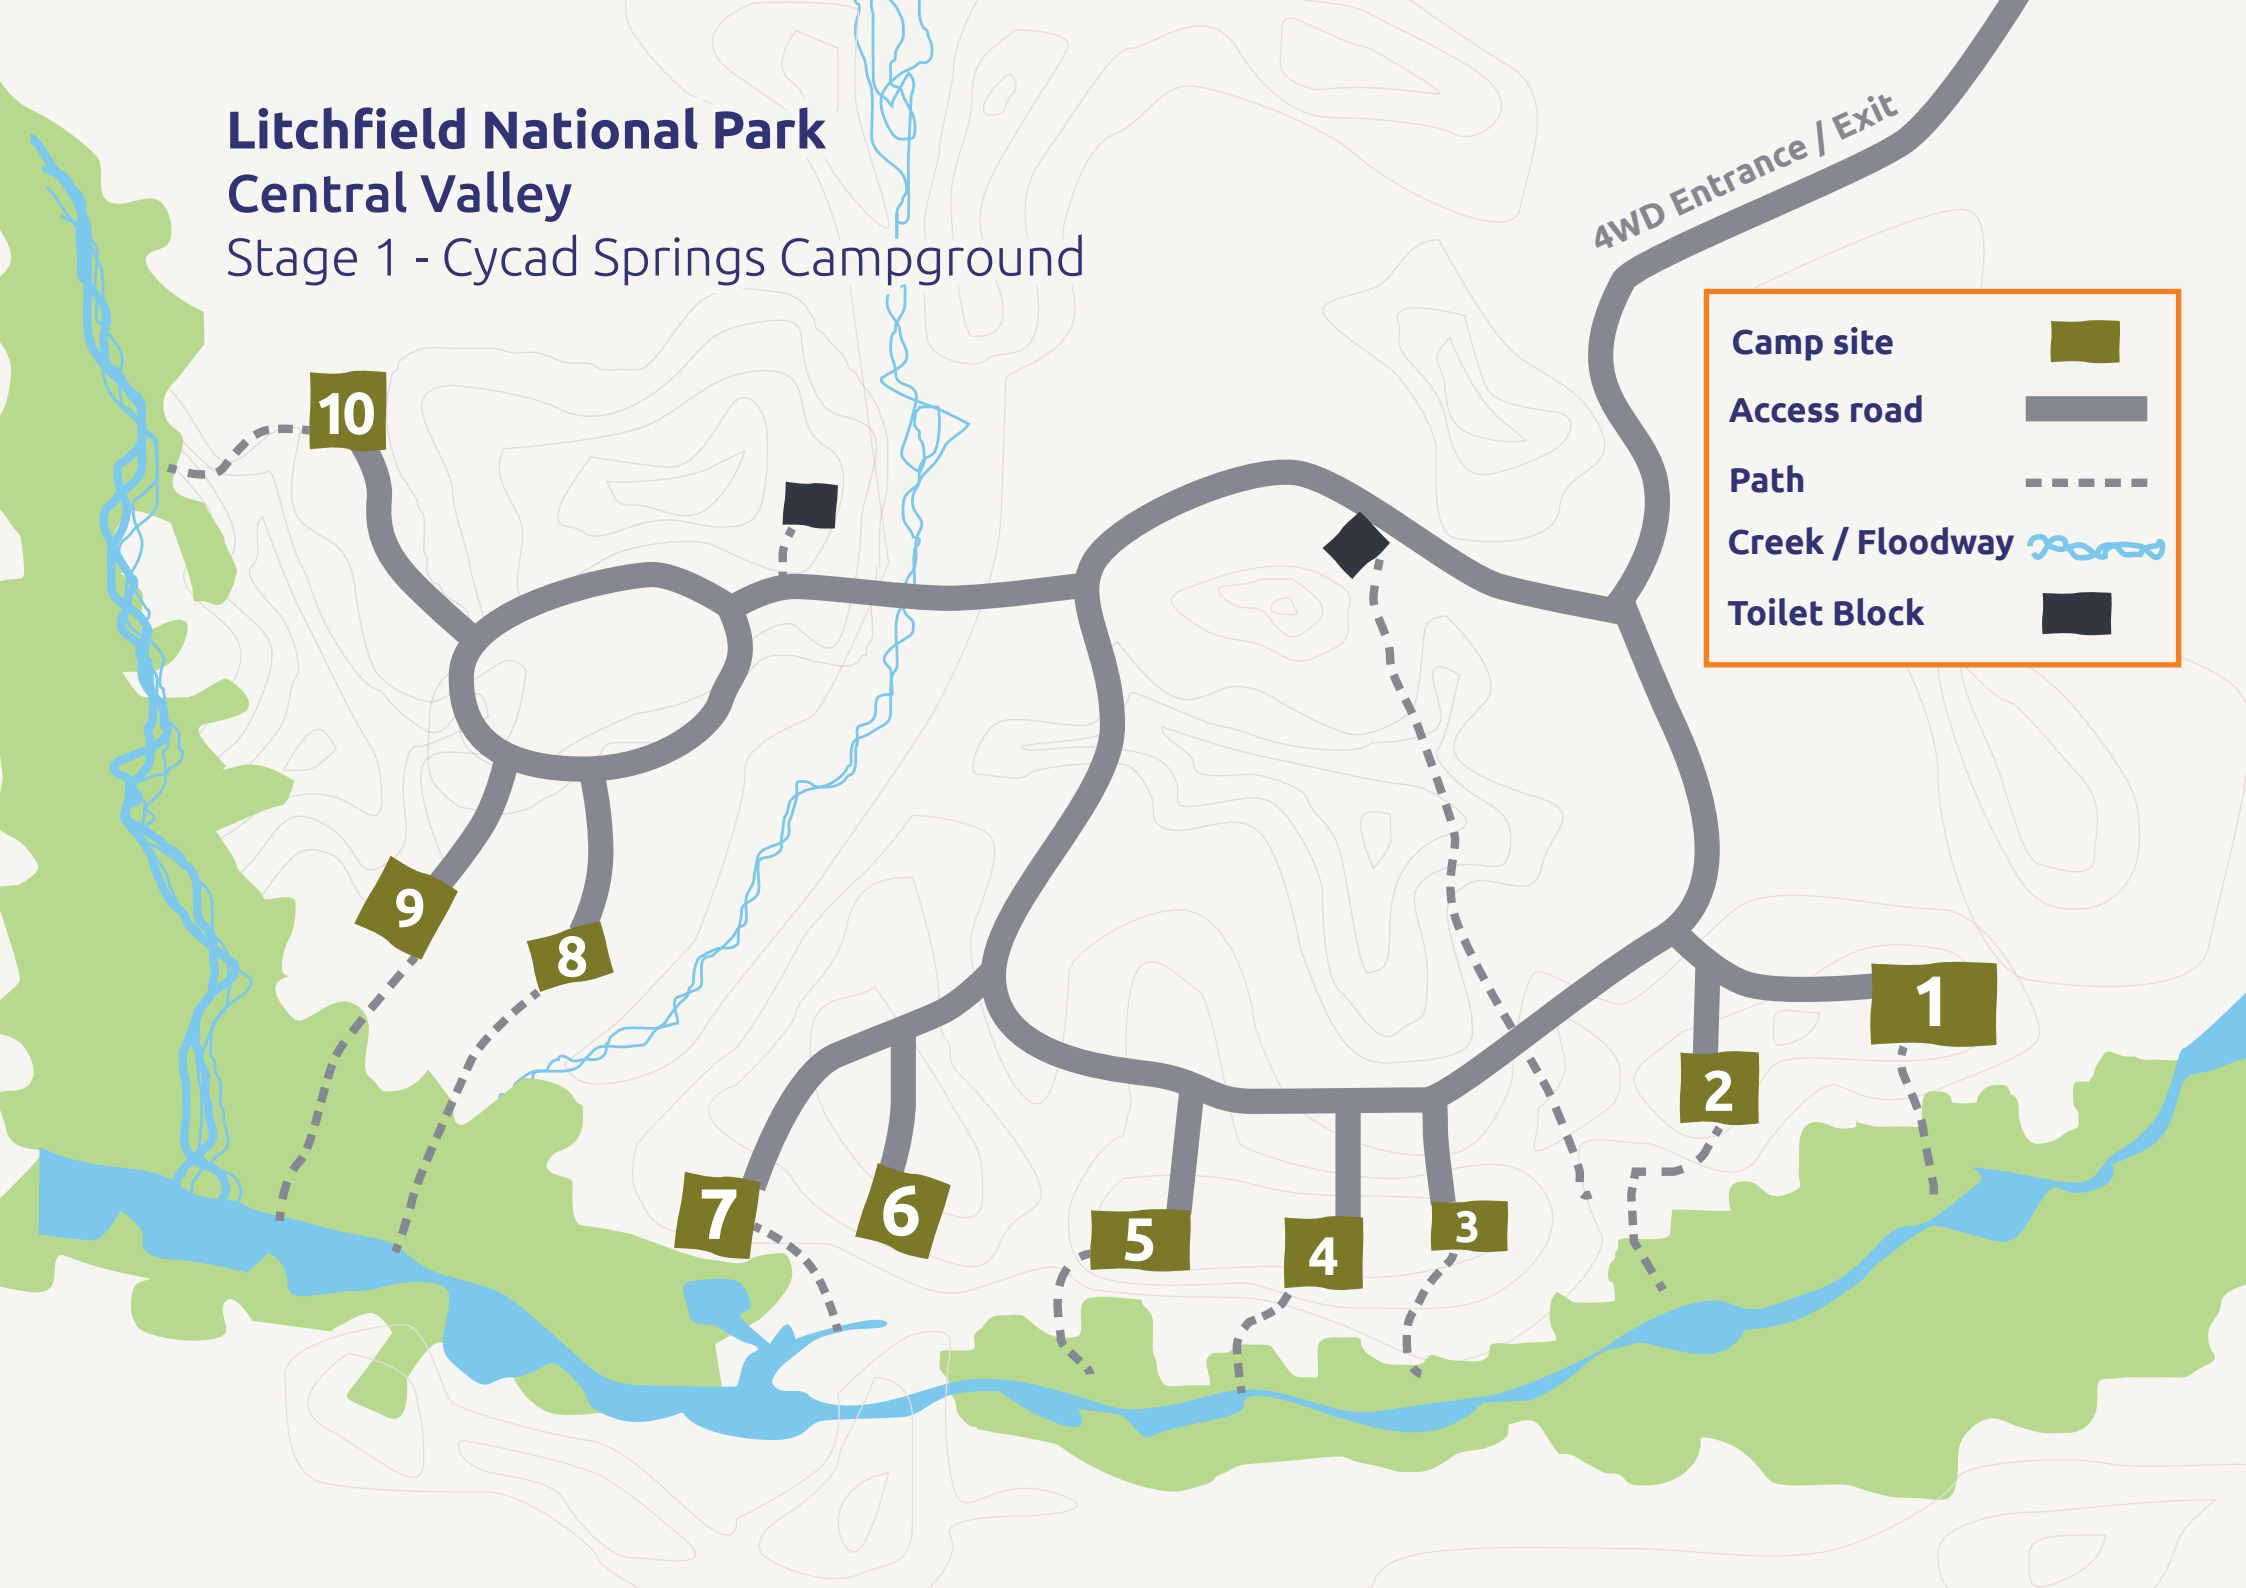 Litchfield National Park
Central Valley
Stage 1 - Cycad Springs Campground
4WD Entrance / Exit
Camp site
Access road
Path
Creek / Floodway
Toilet Block
10
9
8
7
6
5
4
3
2
1